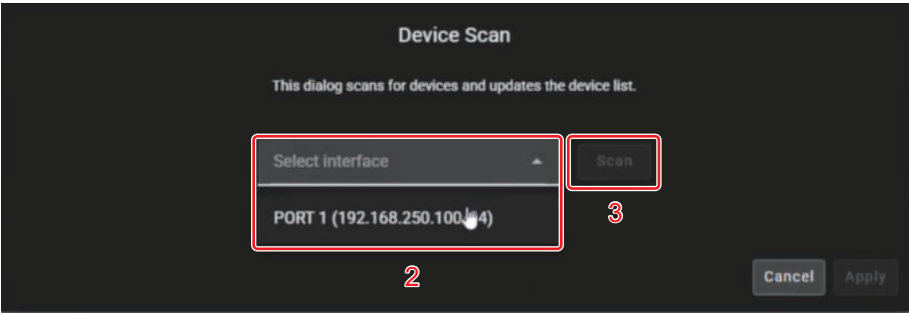 Device Scan
This dialog scans for devices and updates the device list.
Select interface
Scan
PORT 1 (192.168.250.100 4)
3
2
Cancel
Apply